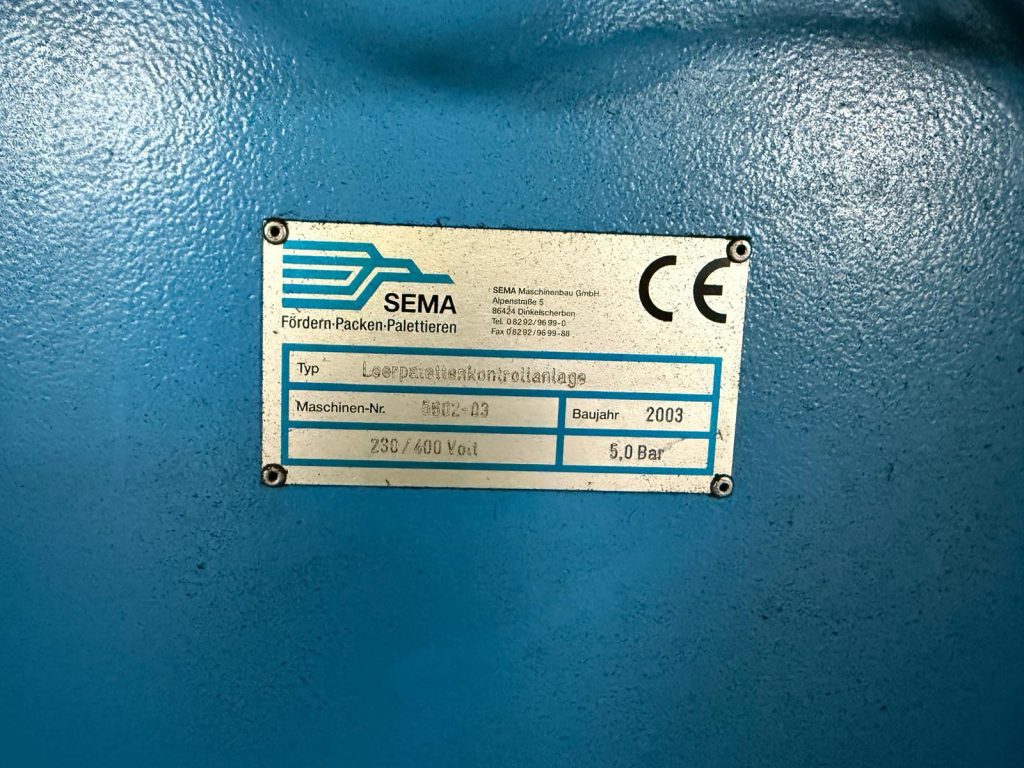 SEMA
Fördern·Packen·Palettieren
SEMA Maschinenbau GmbH
Alpenstraße 5
86424 Dinkelscherben
Tel. 08292/9699-0
Fax 08292/9699-88
CE
Typ Leerpalettenkontrollanlage
Maschinen-Nr. 5602-03
Baujahr 2003
230/400 Volt
5,0 Bar